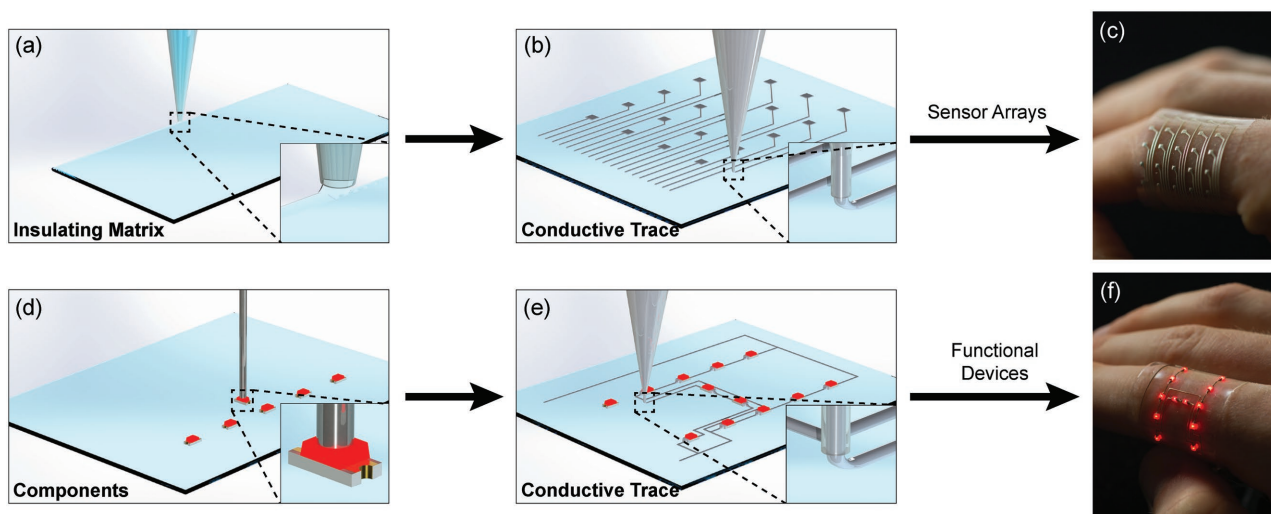 (a)
Insulating Matrix
(b)
Conductive Trace
Sensor Arrays
(c)
(d)
Components
(e)
Conductive Trace
Functional
Devices
(f)